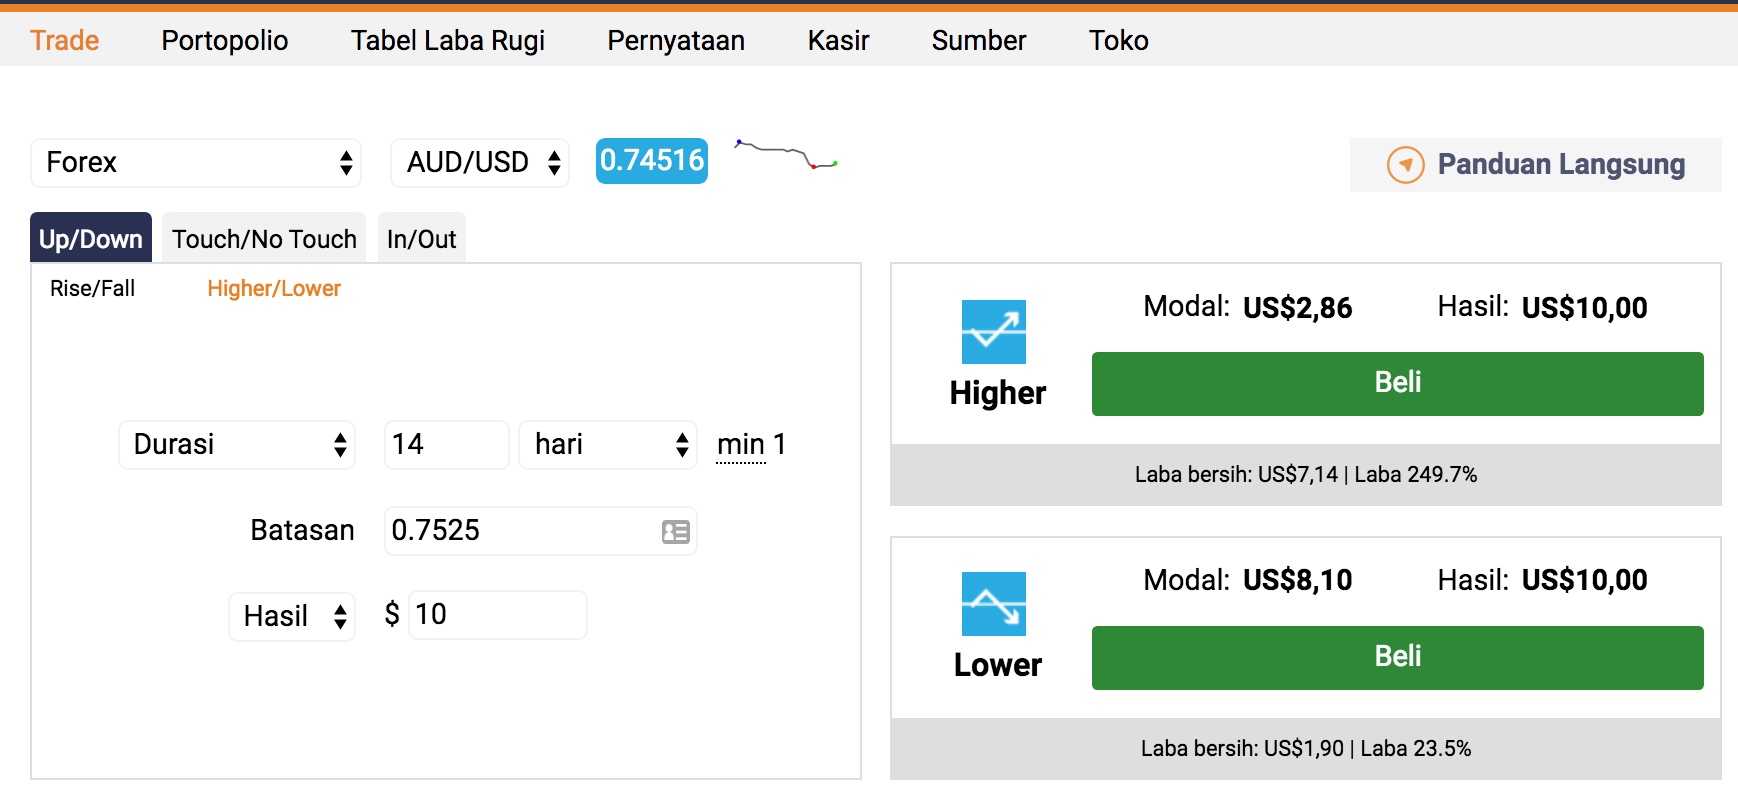 Trade Portopolio Tabel Laba Rugi Pernyataan Kasir Sumber Toko
Forex AUD/USD 0.74516 Panduan Langsung
Up/Down Touch/No Touch In/Out
Rise/Fall Higher/Lower
Durasi 14 hari min 1
Batasan 0.7525
Hasil $ 10
Modal: US$2,86 Hasil: US$10,00
Higher Beli
Laba bersih: US$7,14 | Laba 249.7%
Modal: US$8,10 Hasil: US$10,00
Lower Beli
Laba bersih: US$1,90 | Laba 23.5%